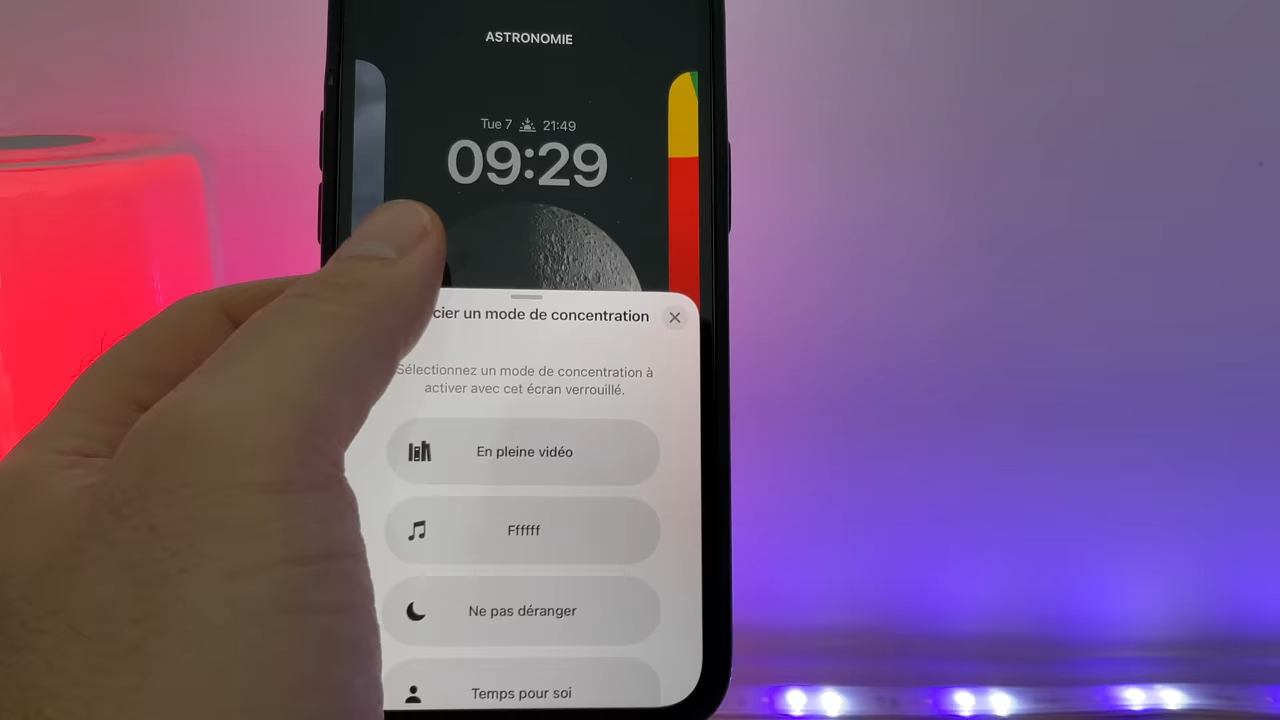 ASTRONOMIE
Tue 7 21:49
09:29
un mode de concentration
Sélectionnez un mode de concentration à
activer avec cet écran verrouillé.
En pleine vidéo
Ffffff
Ne pas déranger
Temps pour soi